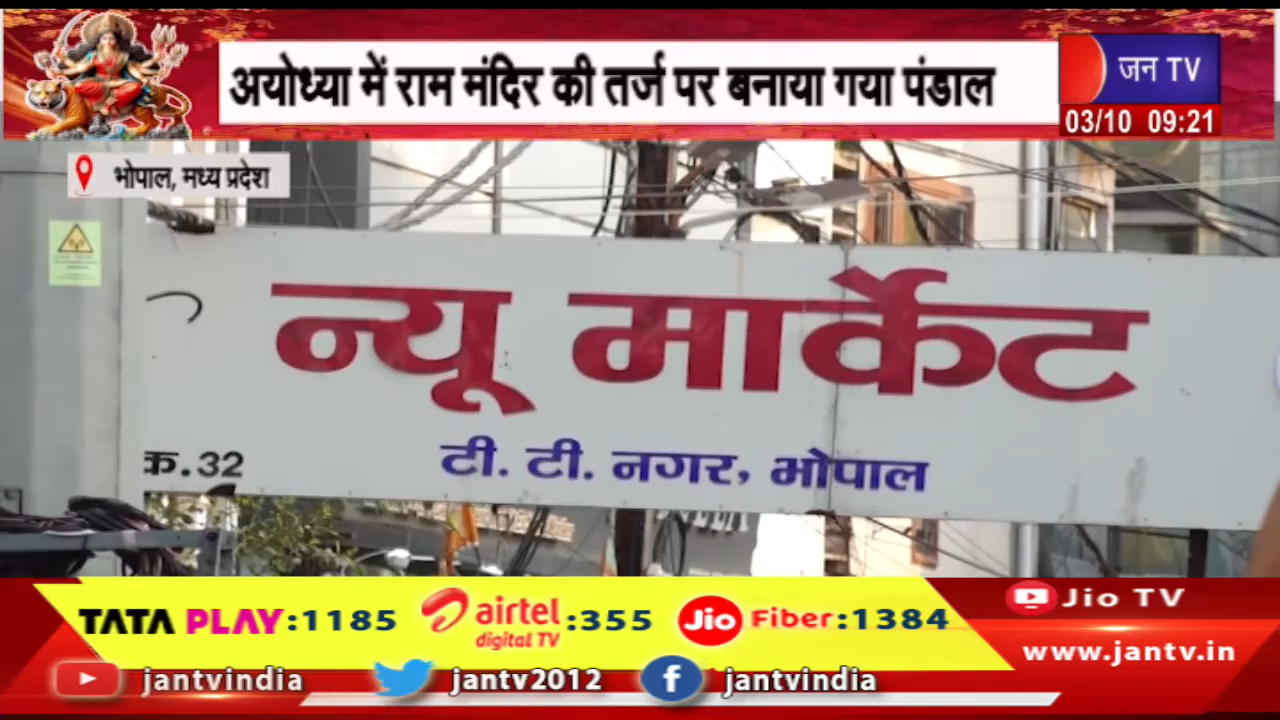 अयोध्या में राम मंदिर की तर्ज पर बनाया गया पंडाल
जन TV
03/10 09:21
भोपाल, मध्य प्रदेश
न्यू मार्केट
क्र.32
टी. टी. नगर, भोपाल
TATA PLAY:1185
airtel digital TV:355
Jio Fiber:1384
Jio TV
www.jantv.in
jantvindia
jantv2012
jantvindia